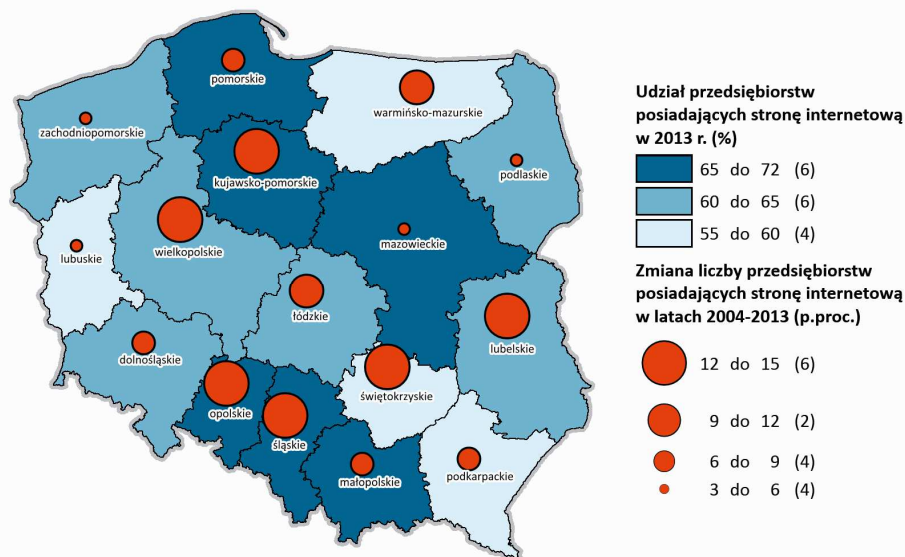 pomorskie
warmińsko-mazurskie
zachodniopomorskie
podlaskie
kujawsko-pomorskie
mazowieckie
wielkopolskie
lubuskie
łódzkie
lubelskie
dolnośląskie
świętokrzyskie
opolskie
śląskie
małopolskie
podkarpackie
Udział przedsiębiorstw
posiadających stronę internetową
w 2013 r. (%)
65 do 72 (6)
60 do 65 (6)
55 do 60 (4)
Zmiana liczby przedsiębiorstw
posiadających stronę internetową
w latach 2004-2013 (p.proc.)
12 do 15 (6)
9 do 12 (2)
6 do 9 (4)
3 do 6 (4)